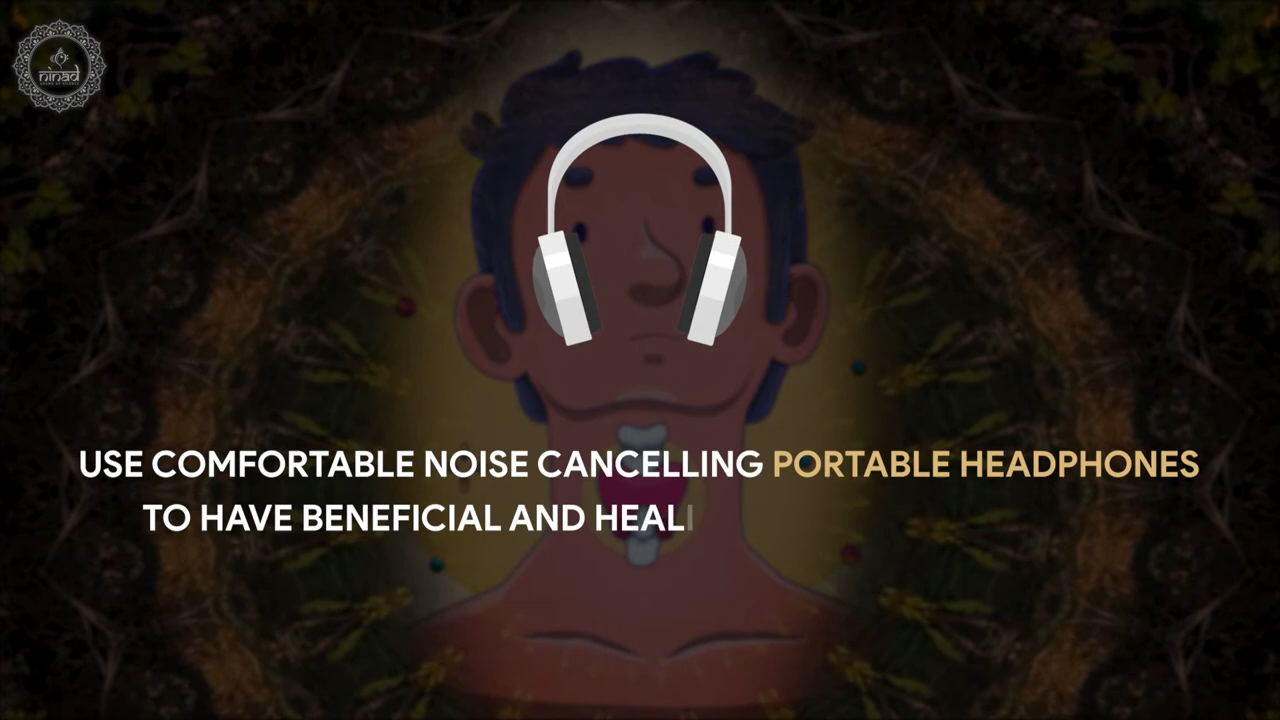 ninad
USE COMFORTABLE NOISE CANCELLING PORTABLE HEADPHONES
TO HAVE BENEFICIAL AND HEALI